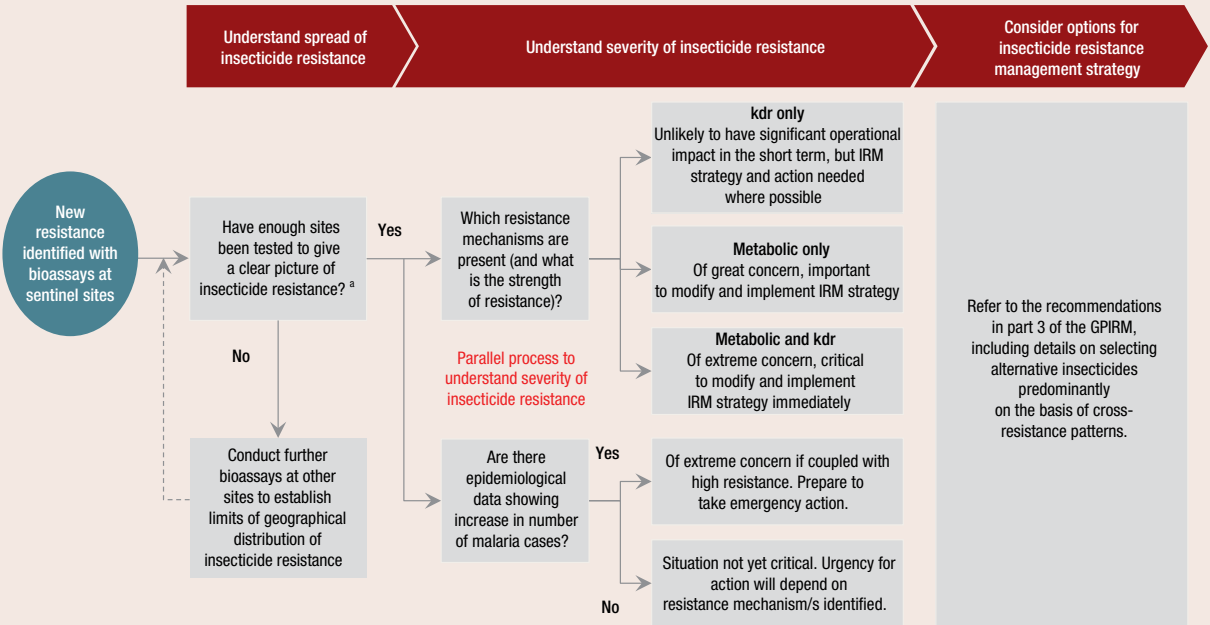 Understand spread of
insecticide resistance
Understand severity of insecticide resistance
Consider options for
insecticide resistance
management strategy
New
resistance
identified with
bioassays at
sentinel sites
Have enough sites
been tested to give
a clear picture of
insecticide resistance? a
Yes
No
Conduct further
bioassays at other
sites to establish
limits of geographical
distribution of
insecticide resistance
Which resistance
mechanisms are
present (and what
is the strength
of resistance)?
Parallel process to
understand severity of
insecticide resistance
Are there
epidemiological
data showing
increase in number
of malaria cases?
Yes
No
kdr only
Unlikely to have significant operational
impact in the short term, but IRM
strategy and action needed
where possible
Metabolic only
Of great concern, important
to modify and implement IRM strategy
Metabolic and kdr
Of extreme concern, critical
to modify and implement
IRM strategy immediately
Of extreme concern if coupled with
high resistance. Prepare to
take emergency action.
Situation not yet critical. Urgency for
action will depend on
resistance mechanism/s identified.
Refer to the recommendations
in part 3 of the GPIRM,
including details on selecting
alternative insecticides
predominantly
on the basis of cross-
resistance patterns.